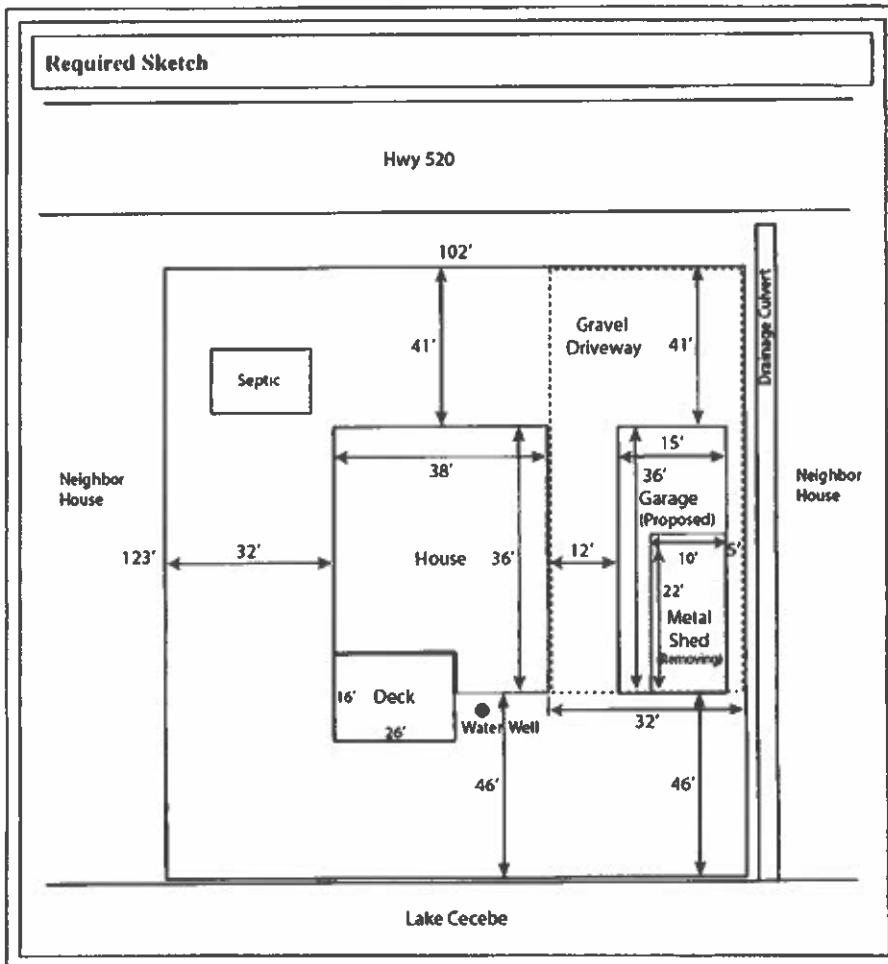 Required Sketch
Hwy 520
102'
41'
Gravel
Driveway
41'
Drainage Culvert
Septic
15'
38'
36'
Neighbor
House
Garage
(Proposed)
Neighbor
House
123'
32'
House
36'
12'
10'
5'
22'
Metal
Shed
(Removing)
16'
Deck
26'
Water Well
32'
46'
46'
Lake Cecebe